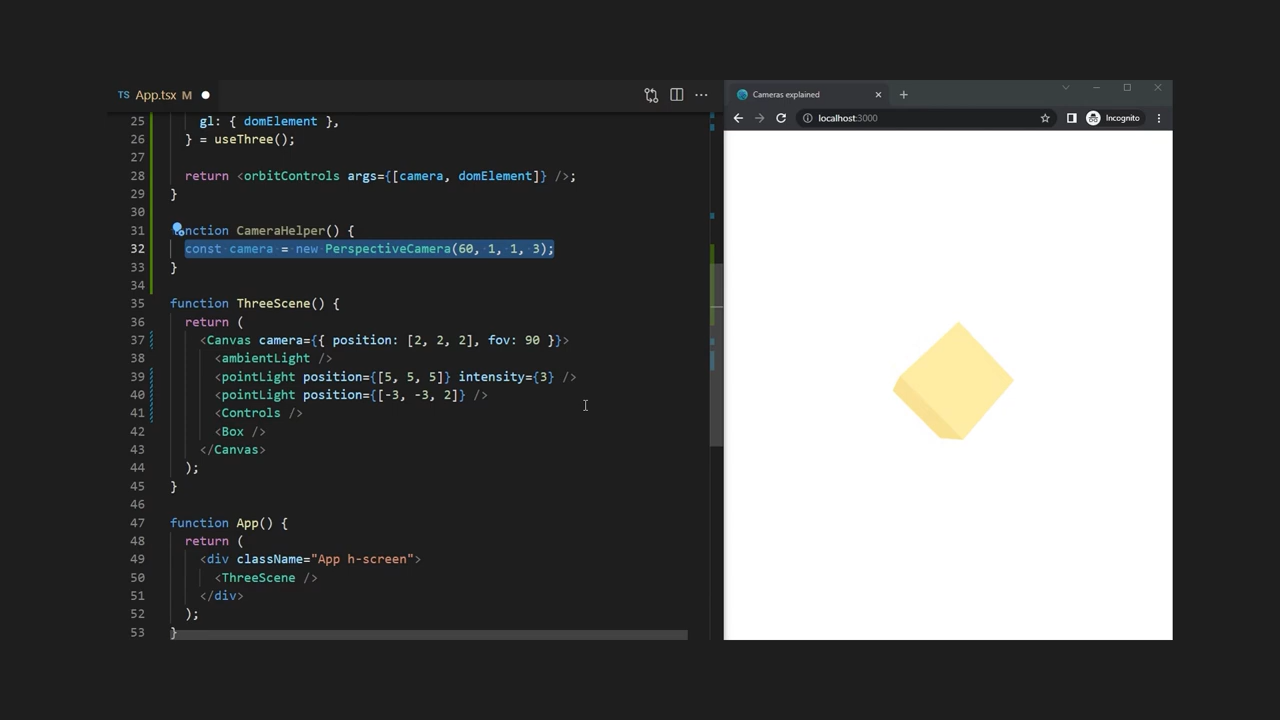 TS App.tsx M
25 gl: { domElement },
26 } = useThree();
27
28 return <orbitControls args={[camera, domElement]} />;
29 }
30
31 function CameraHelper() {
32 const camera = new PerspectiveCamera(60, 1, 1, 3);
33 }
34
35 function ThreeScene() {
36 return (
37 <Canvas camera={{ position: [2, 2, 2], fov: 90 }}>
38 <ambientLight />
39 <pointLight position={[5, 5, 5]} intensity={3} />
40 <pointLight position={[-3, -3, 2]} />
41 <Controls />
42 <Box />
43 </Canvas>
44 );
45 }
46
47 function App() {
48 return (
49 <div className="App h-screen">
50 <ThreeScene />
51 </div>
52 );
53 }
Cameras explained
localhost:3000
Incognito